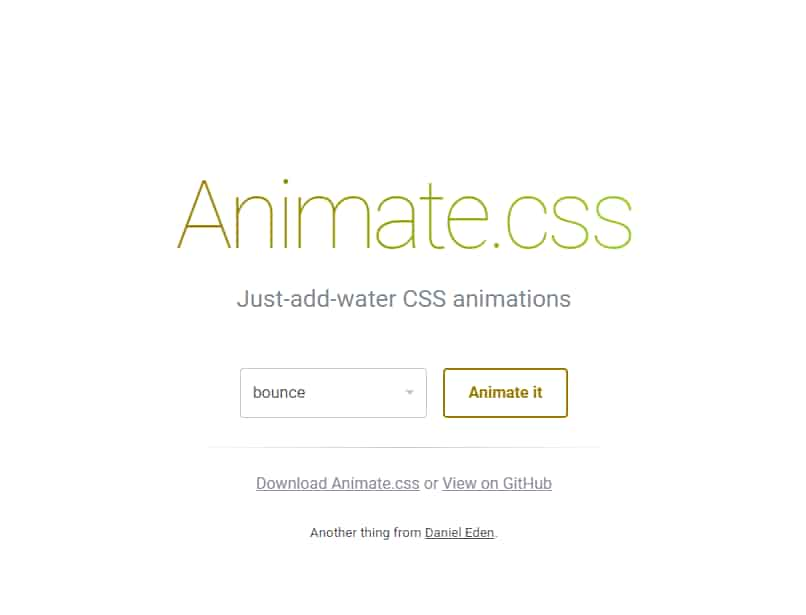 Animate.css
Just-add-water CSS animations
bounce
Animate it
Download Animate.css or View on GitHub
Another thing from Daniel Eden.